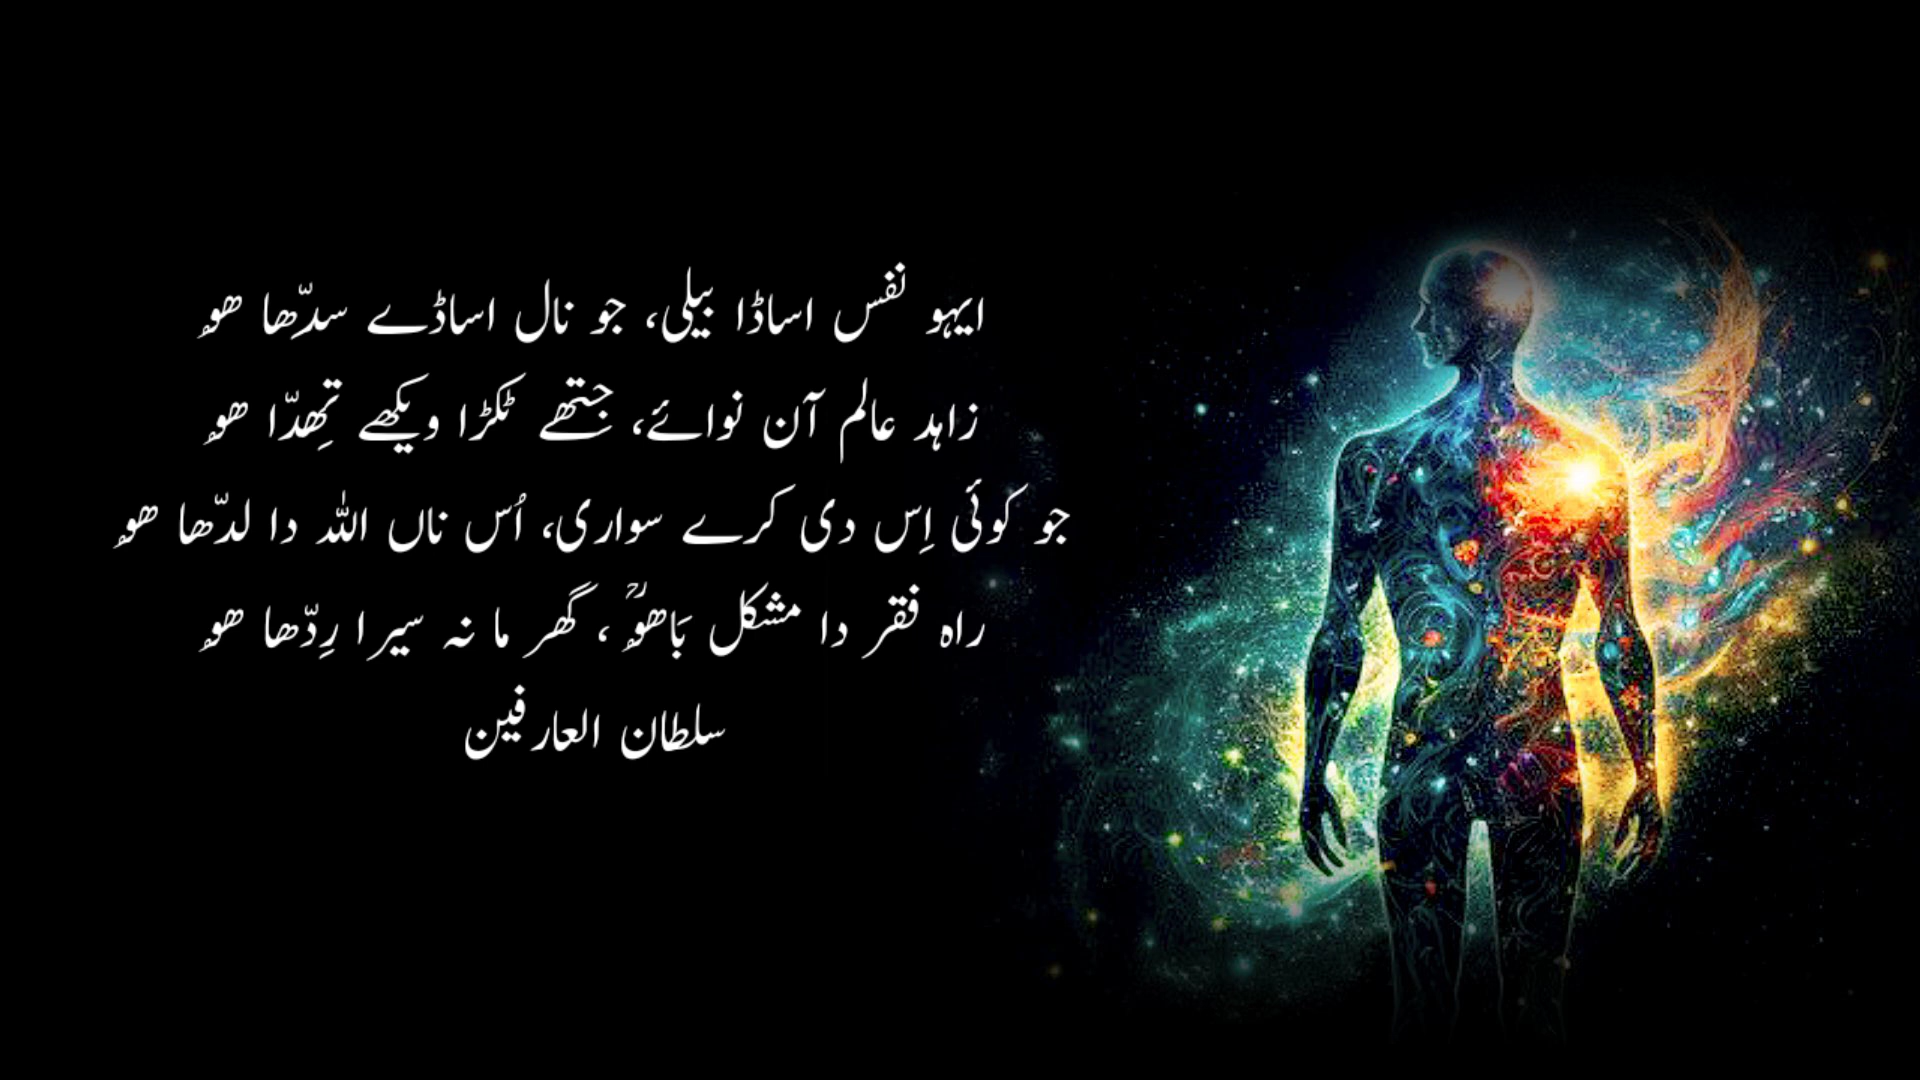 ایہو نفس اساڈا بیلی، جو نال اساڈے سدِّھا ھوُ
زاہد عالم آن نوائے، جتھے ٹکڑا ویکھے تِھدّا ھوُ
جو کوئی اِس دی کرے سواری، اُس ناں اللہ دا لدّھا ھوُ
راہ فقر دا مشکل بَاھوُؒ ، گھر ما نہ سیرا رِدّھا ھوُ
سلطان العارفین